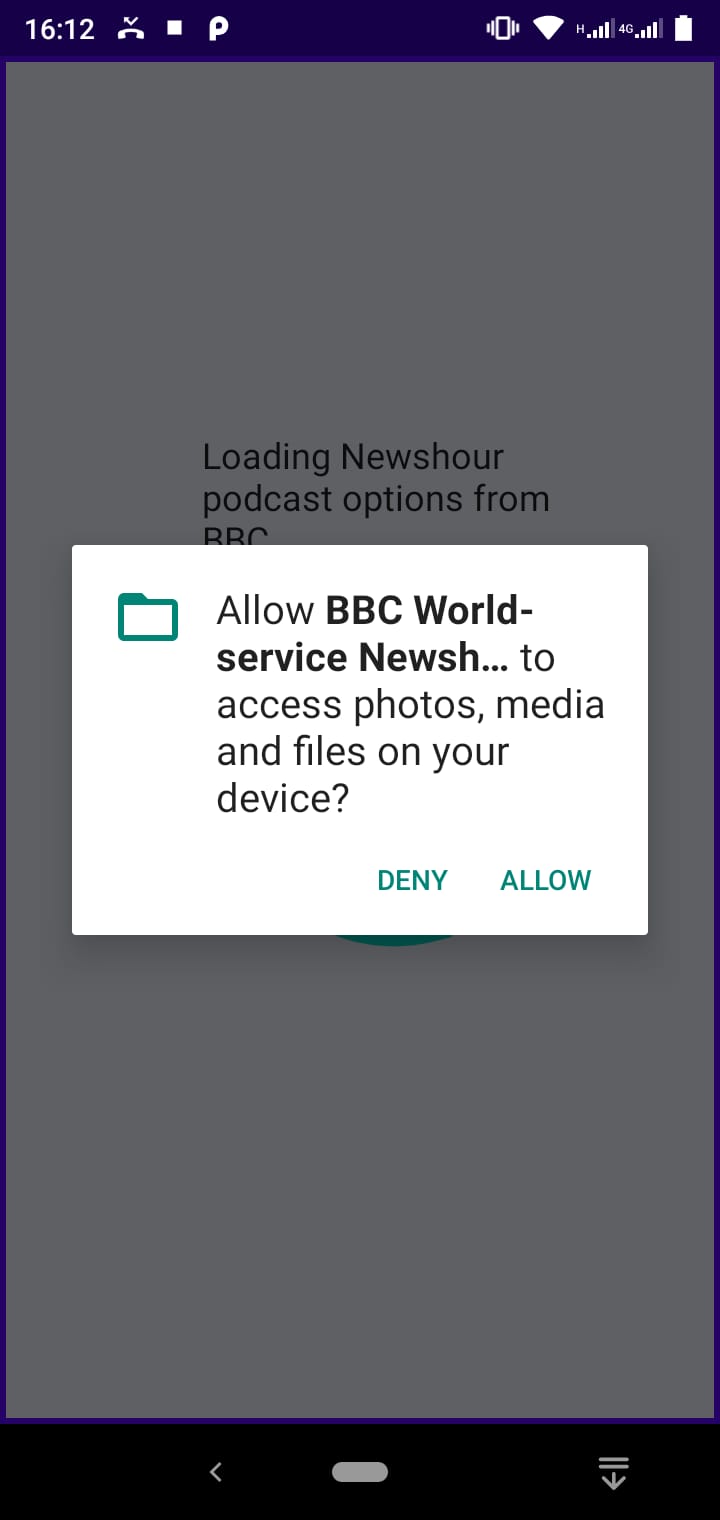 16:12
H 4G
Loading Newshour
podcast options from
BBC
Allow BBC World-
service Newsh... to
access photos, media
and files on your
device?
DENY ALLOW